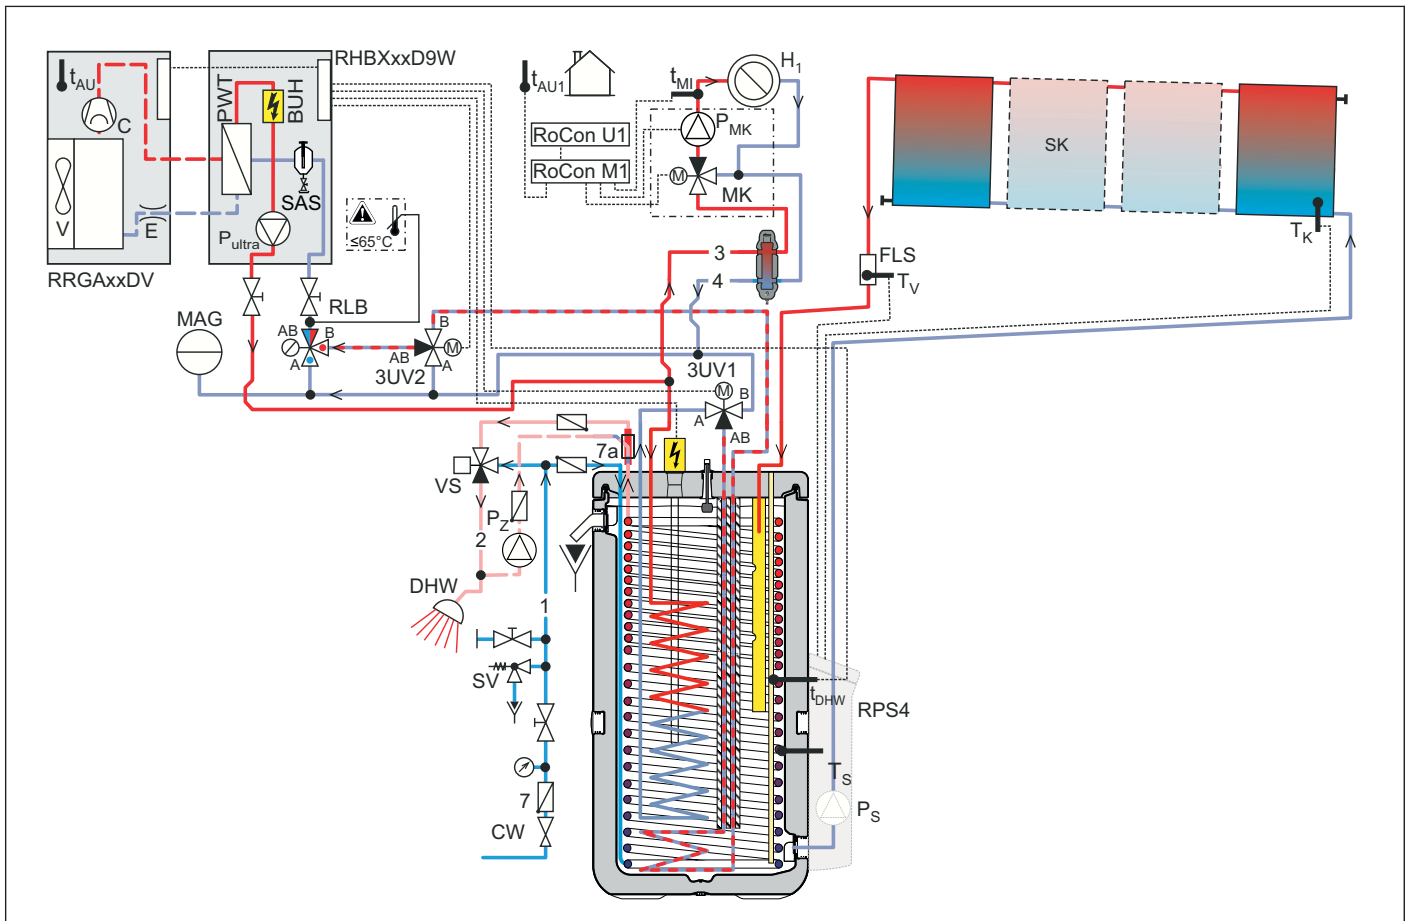 RHBXxxD9W
tAU
C
PWT
BUH
V
E
SAS
Pultra
RRGAxxDV
≤65°C
RLB
MAG
AB
B
A
B
AB
A
M
3UV2
tAU1
RoCon U1
RoCon M1
tMI
H1
PMK
M
MK
3
4
3UV1
M
B
A
AB
SK
TK
FLS
TV
7a
VS
PZ
2
DHW
1
SV
7
CW
tDHW
RPS4
TS
PS